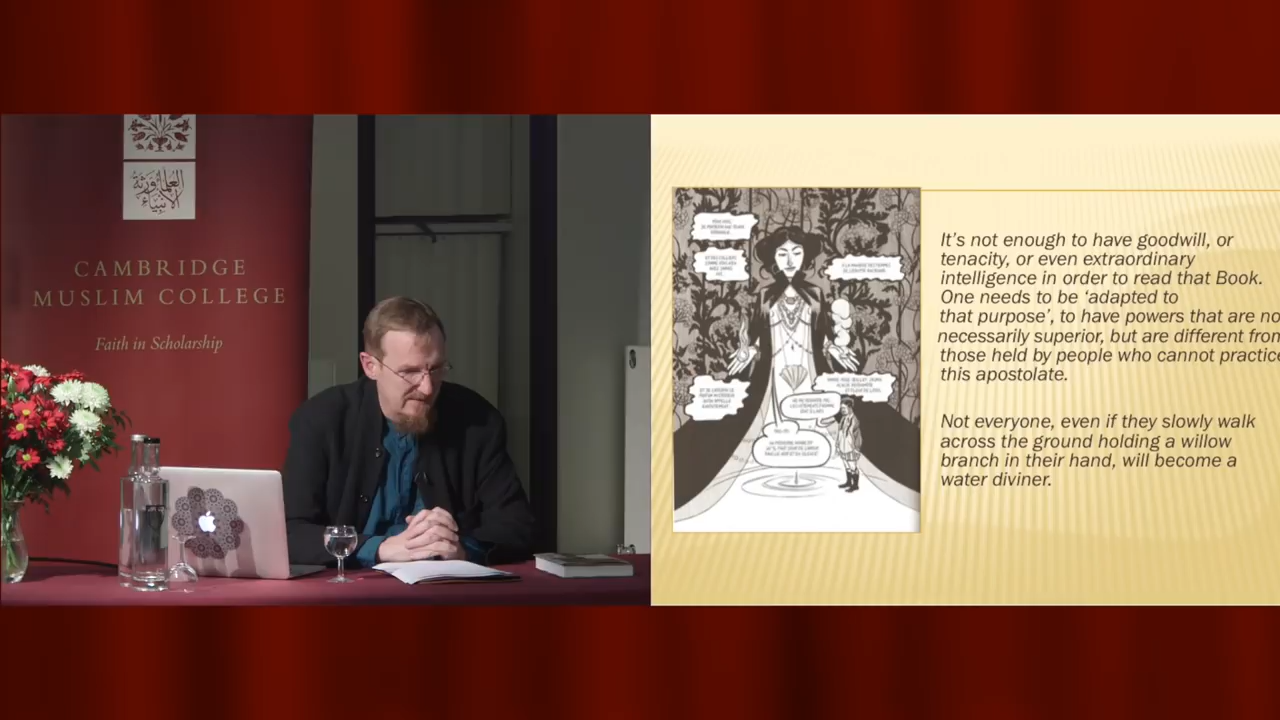 العلماء ورثة
الأنبياء
CAMBRIDGE
MUSLIM COLLEGE
Faith in Scholarship
It's not enough to have goodwill, or
tenacity, or even extraordinary
intelligence in order to read that Book.
One needs to be 'adapted to
that purpose', to have powers that are no
necessarily superior, but are different from
those held by people who cannot practice
this apostolate.
Not everyone, even if they slowly walk
across the ground holding a willow
branch in their hand, will become a
water diviner.